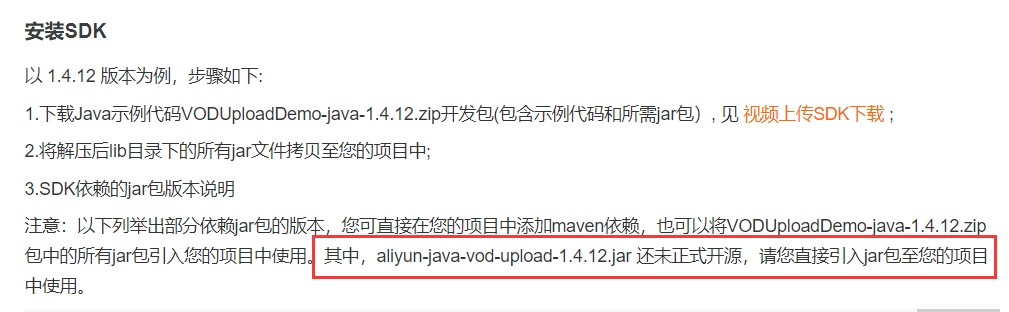 安装SDK
以 1.4.12 版本为例，步骤如下:
1.下载Java示例代码VODUploadDemo-java-1.4.12.zip开发包(包含示例代码和所需jar包）, 见 视频上传SDK下载 ;
2.将解压后lib目录下的所有jar文件拷贝至您的项目中;
3.SDK依赖的jar包版本说明
注意：以下列举出部分依赖jar包的版本，您可直接在您的项目中添加maven依赖，也可以将VODUploadDemo-java-1.4.12.zip
包中的所有jar包引入您的项目中使用。其中，aliyun-java-vod-upload-1.4.12.jar 还未正式开源，请您直接引入jar包至您的项目
中使用。